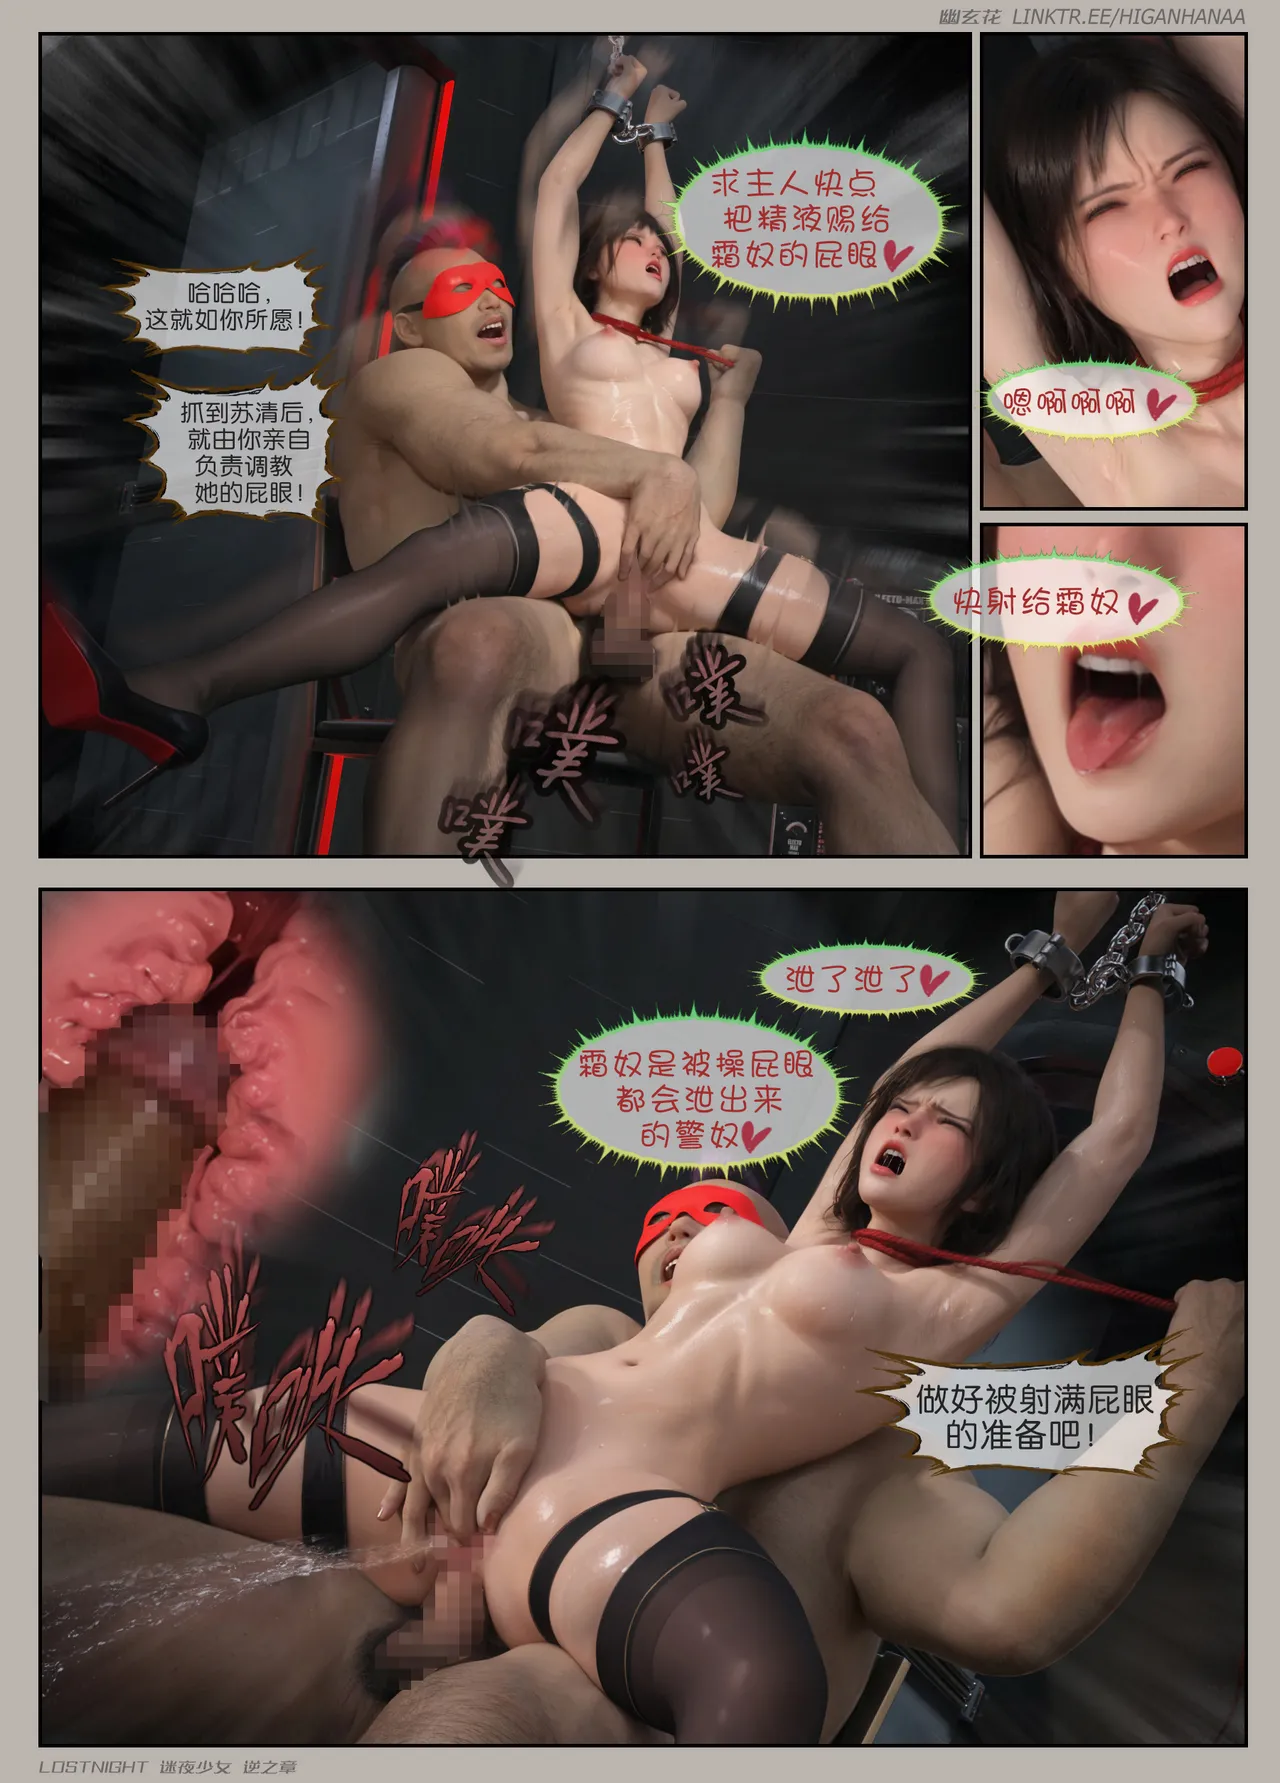 幽玄花 LINKTR.EE/HIGANHANAA
求主人快点
把精液赐给
霜奴的屁眼
哈哈哈，
这就如你所愿！
抓到苏清后，
就由你亲自
负责调教
她的屁眼！
嗯啊啊啊
快射给霜奴
噗
噗
噗
噗
泄了泄了
霜奴是被操屁眼
都会泄出来
的警奴
做好被射满屁眼
的准备吧！
LOSTNIGHT 迷夜少女 逆之章